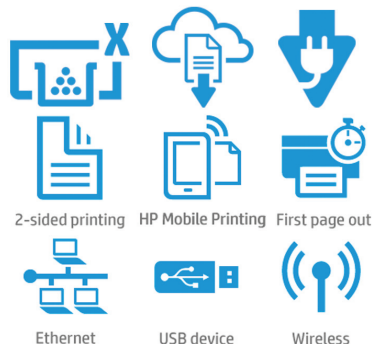 X
2-sided printing HP Mobile Printing First page out
Ethernet USB device Wireless